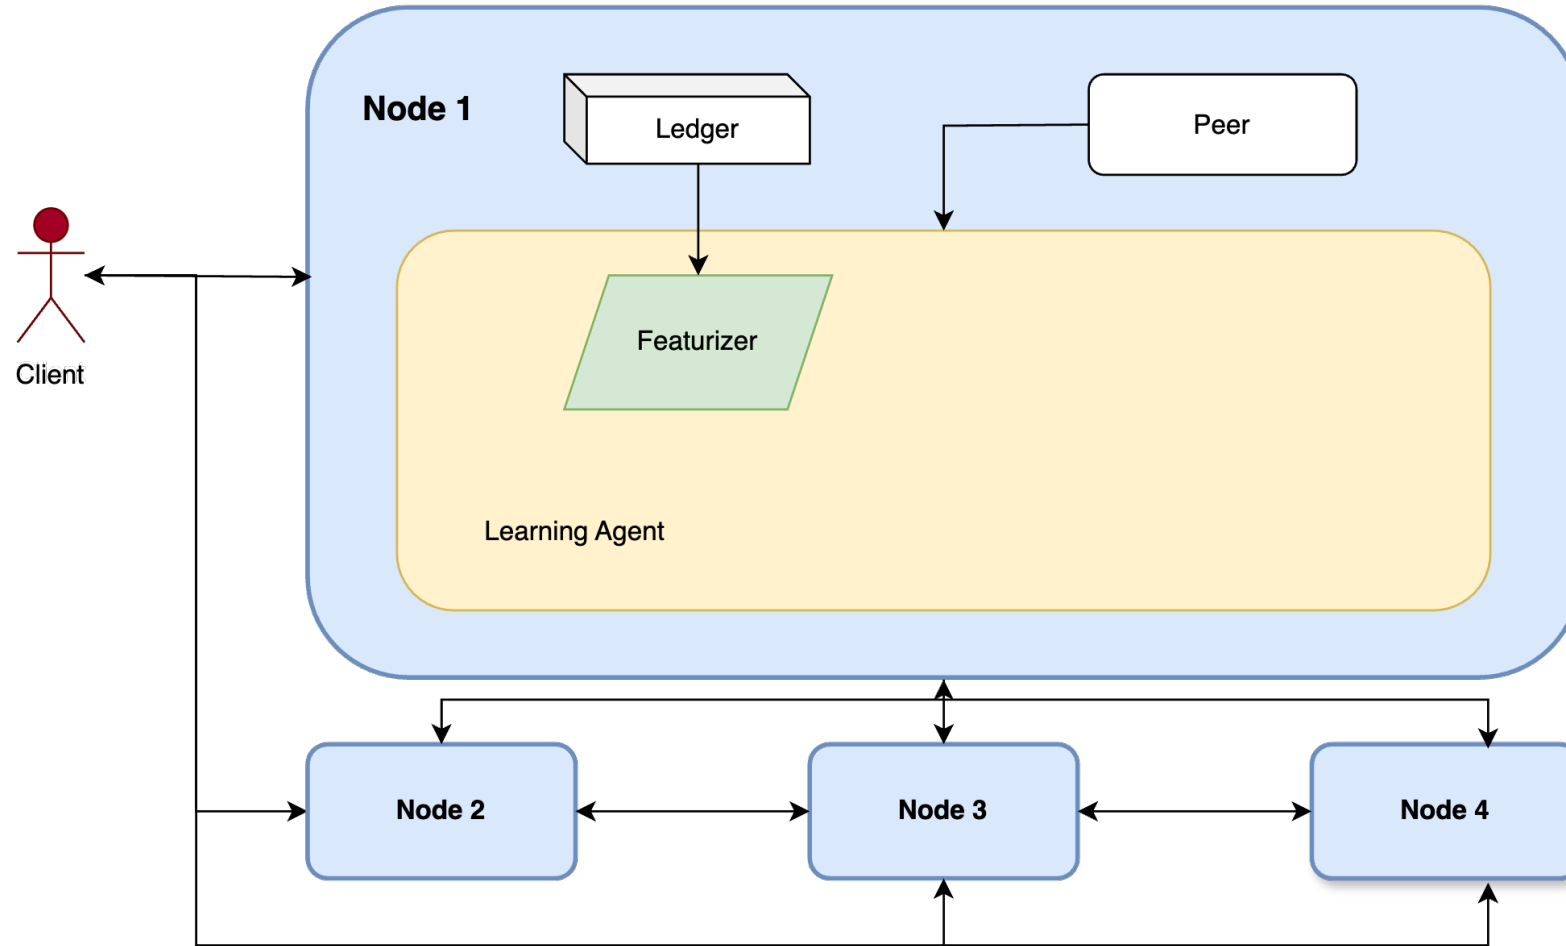 Node 1
Ledger
Peer
Client
Featurizer
Learning Agent
Node 2
Node 3
Node 4